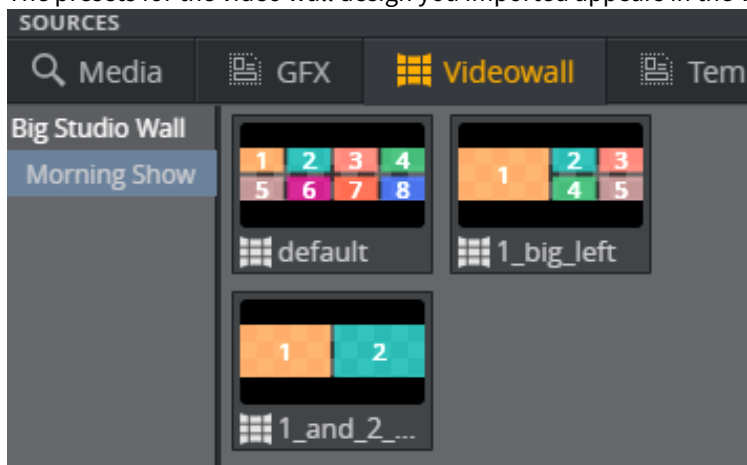 SOURCES
Media GFX Videowall Tem
Big Studio Wall
Morning Show
1 2 3 4
5 6 7 8
default
1 2 3
4 5
1_big_left
1 2
1_and_2_...